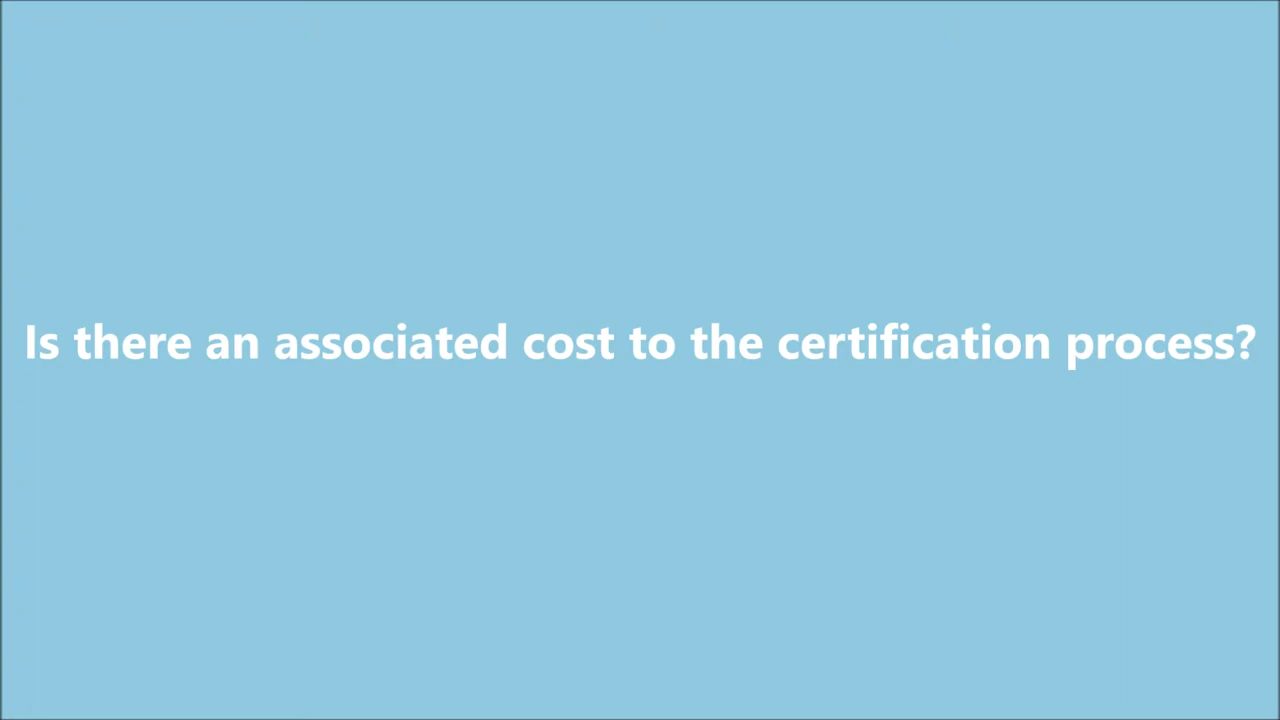 Is there an associated cost to the certification process?